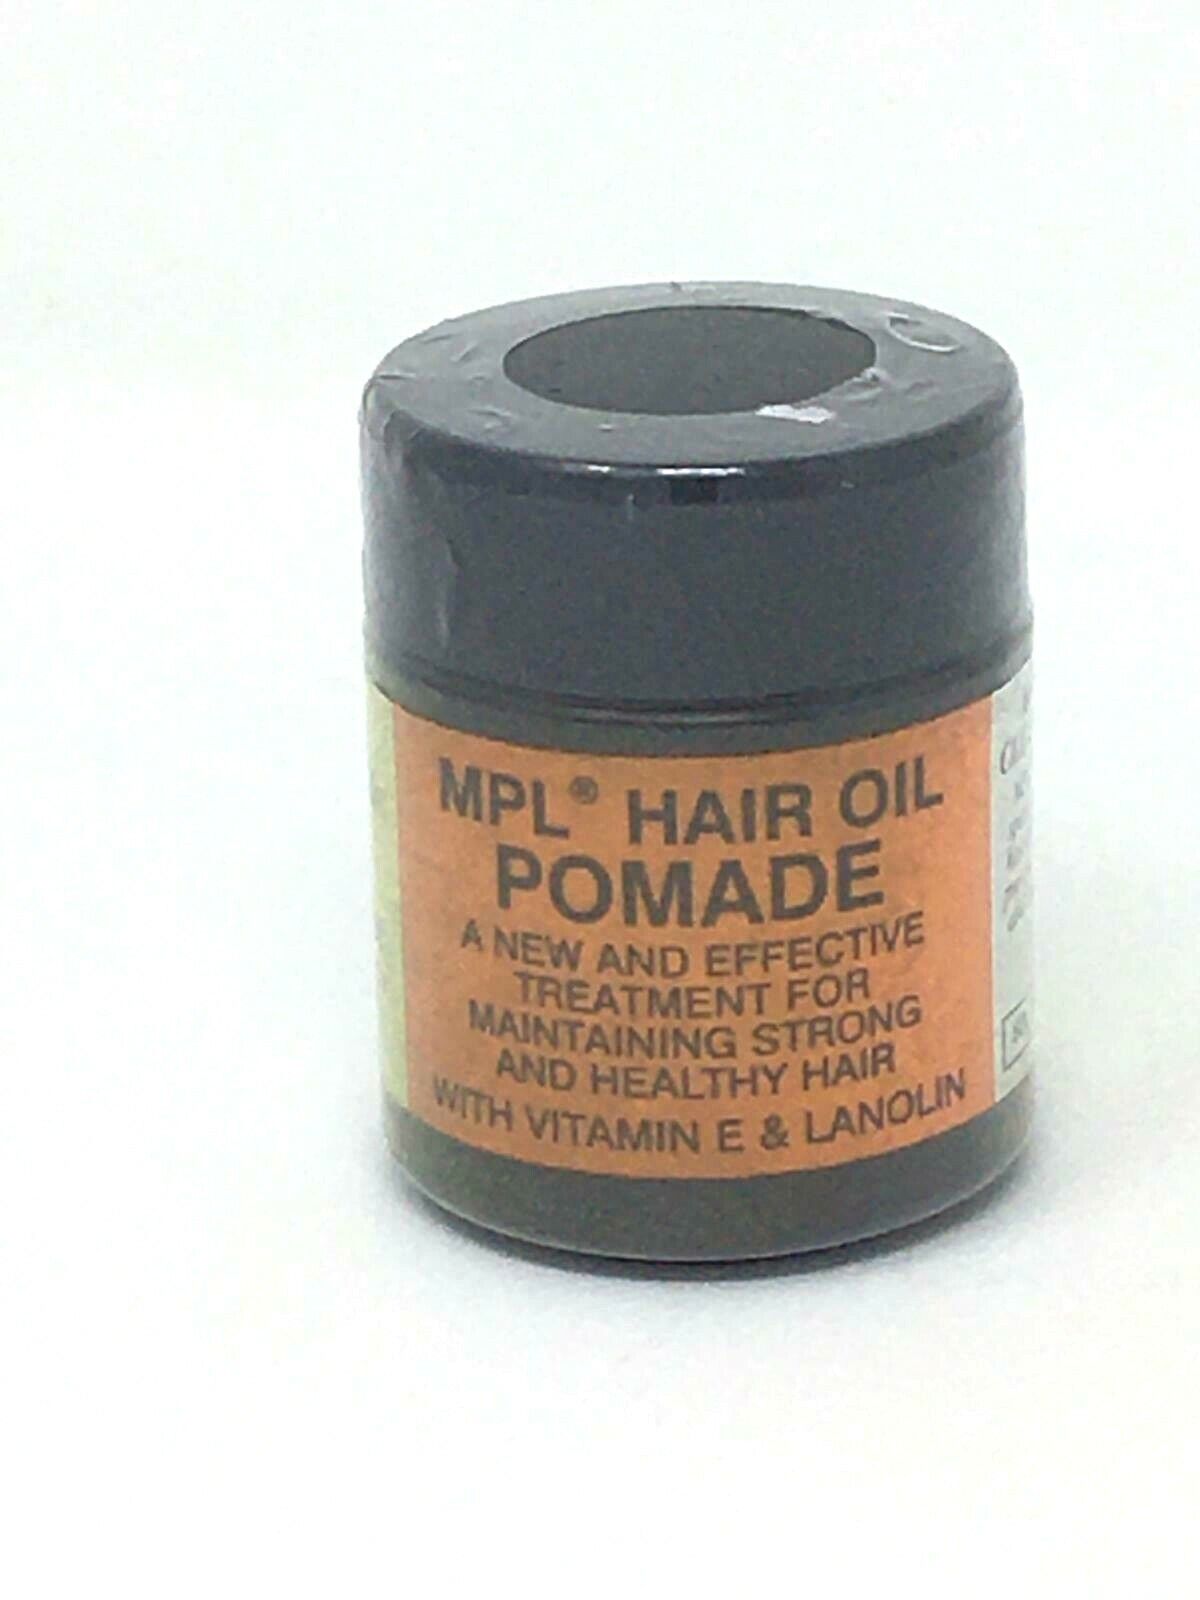 MPL® HAIR OIL
POMADE
A NEW AND EFFECTIVE
TREATMENT FOR
MAINTAINING STRONG
AND HEALTHY HAIR
WITH VITAMIN E & LANOLIN